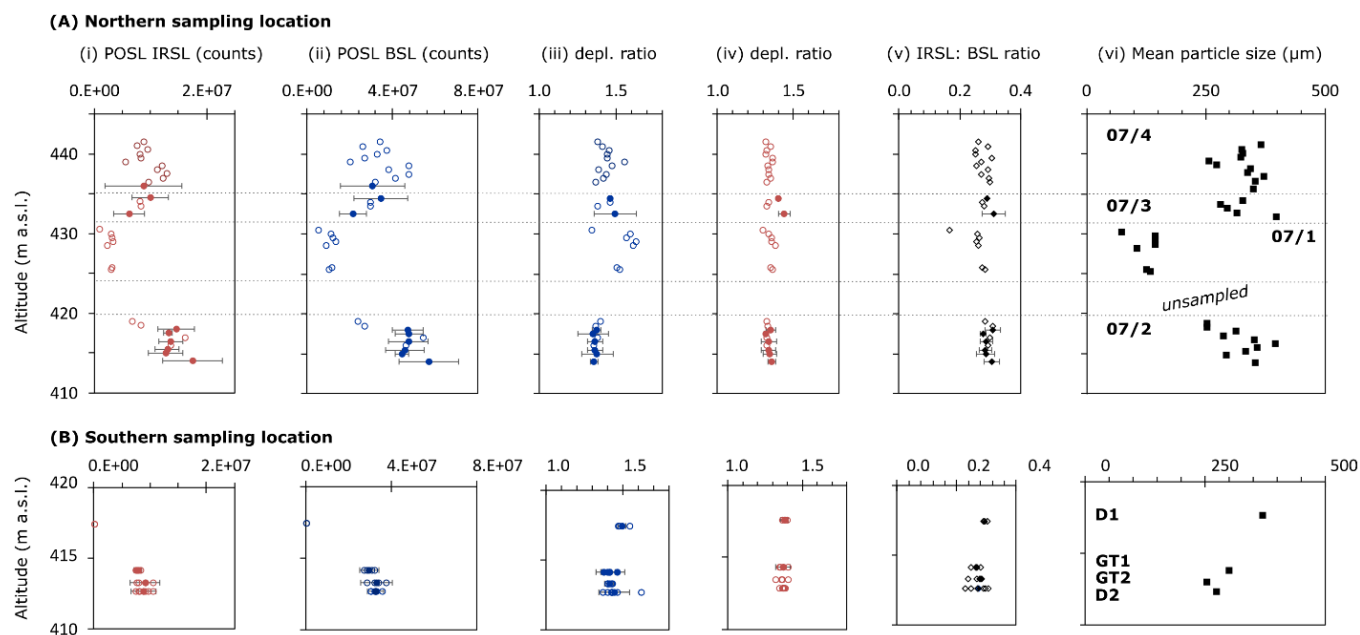 (A) Northern sampling location
(i) POSL IRSL (counts) (ii) POSL BSL (counts) (iii) depl. ratio (iv) depl. ratio (v) IRSL: BSL ratio (vi) Mean particle size (µm)
0.E+00 2.E+07 0.E+00 4.E+07 8.E+07 1.0 1.5 1.0 1.5 0.0 0.2 0.4 0 250 500
Altitude (m a.s.l.)
440
430
420
410
07/4
07/3
07/1
unsampled
07/2
(B) Southern sampling location
0.E+00 2.E+07 0.E+00 4.E+07 8.E+07 1.0 1.5 1.0 1.5 0.0 0.2 0.4 0 250 500
Altitude (m a.s.l.)
420
415
410
D1
GT1
GT2
D2